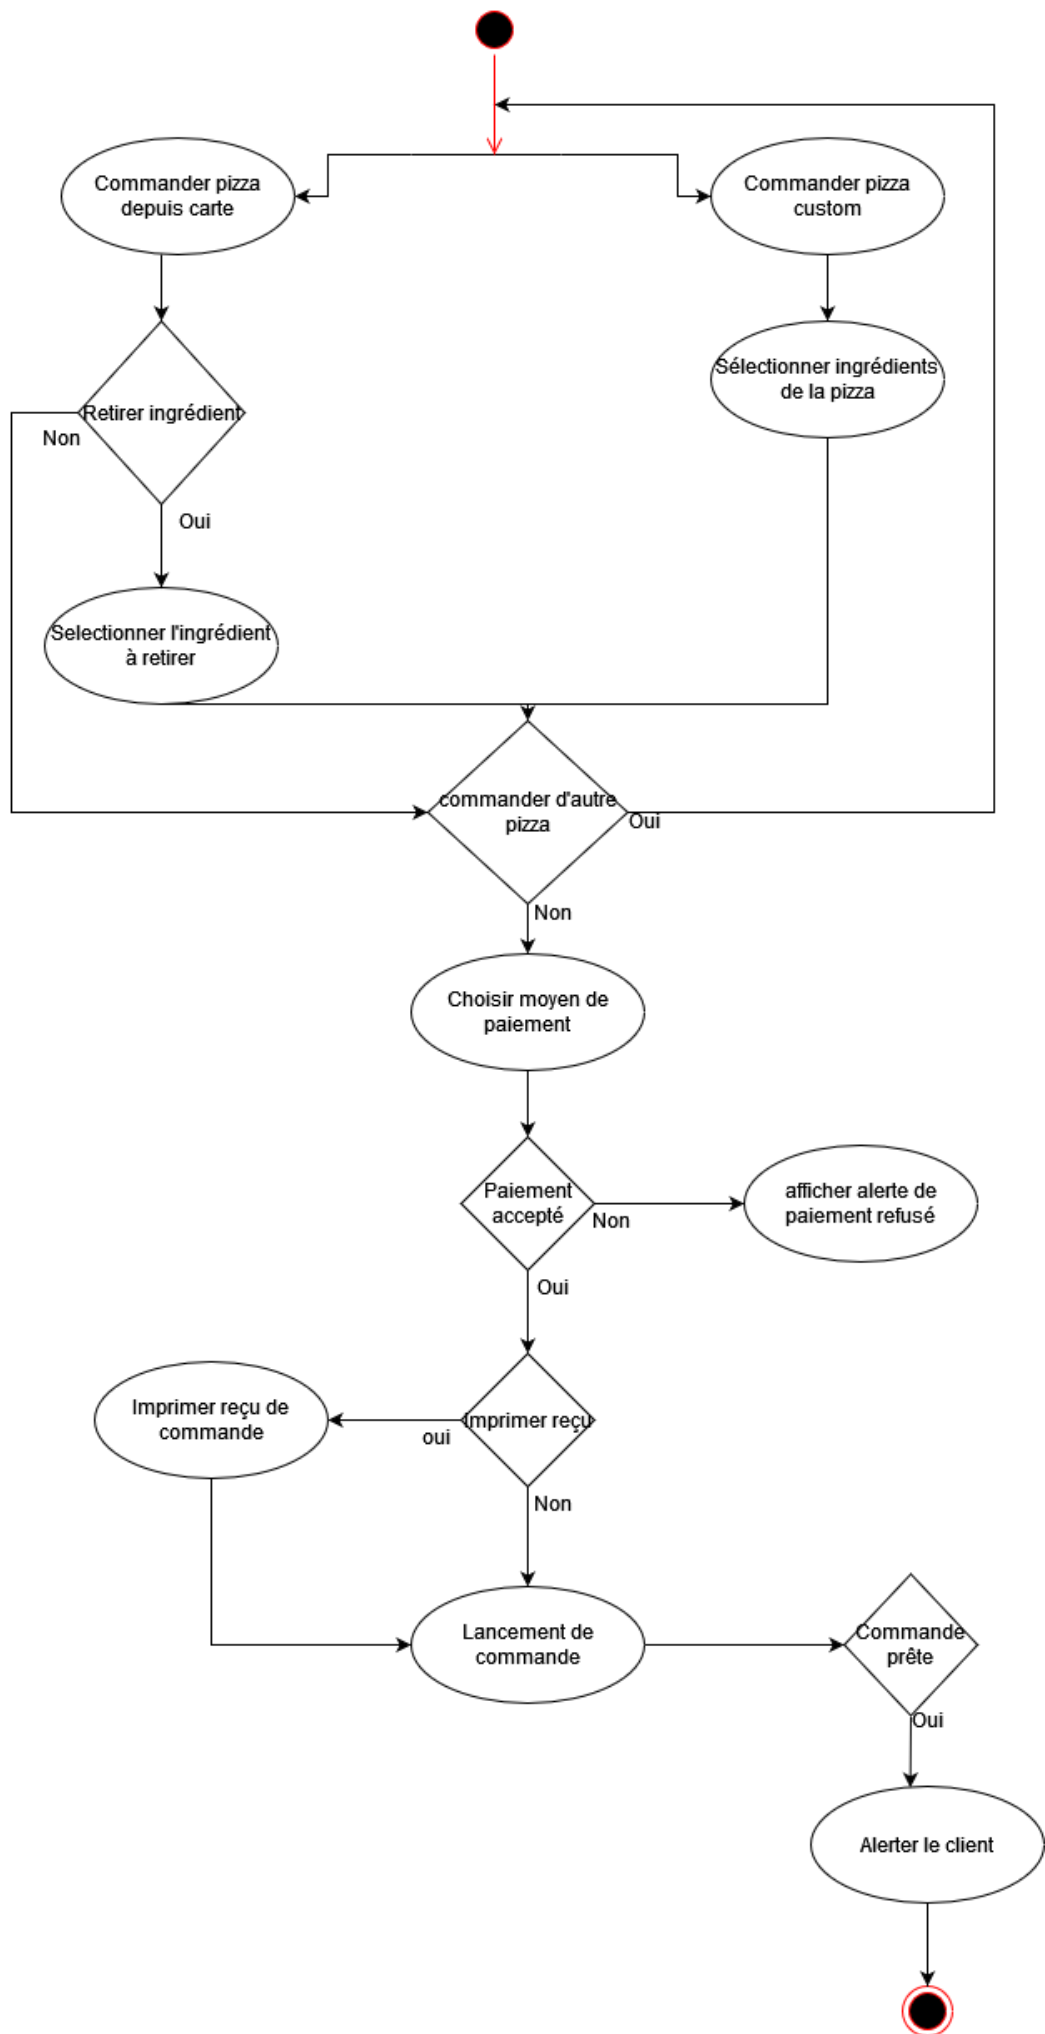 Commander pizza
depuis carte
Commander pizza
custom
Sélectionner ingrédients
de la pizza
Retirer ingrédient
Non
Oui
Selectionner l'ingrédient
à retirer
commander d'autre
pizza
Oui
Non
Choisir moyen de
paiement
Paiement
accepté
Non
afficher alerte de
paiement refusé
Oui
Imprimer reçu de
commande
oui
Imprimer reçu
Non
Lancement de
commande
Commande
prête
Oui
Alerter le client